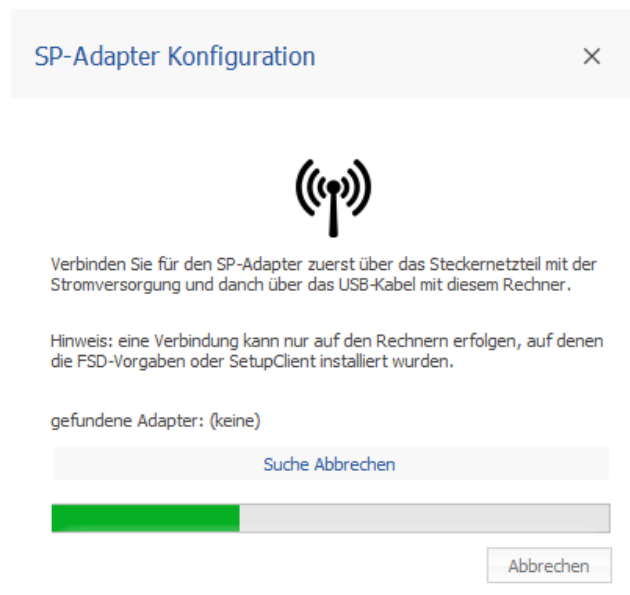 SP-Adapter Konfiguration
Verbinden Sie für den SP-Adapter zuerst über das Steckernetzteil mit der
Stromversorgung und danch über das USB-Kabel mit diesem Rechner.
Hinweis: eine Verbindung kann nur auf den Rechnern erfolgen, auf denen
die FSD-Vorgaben oder SetupClient installiert wurden.
gefundene Adapter: (keine)
Suche Abbrechen
Abbrechen